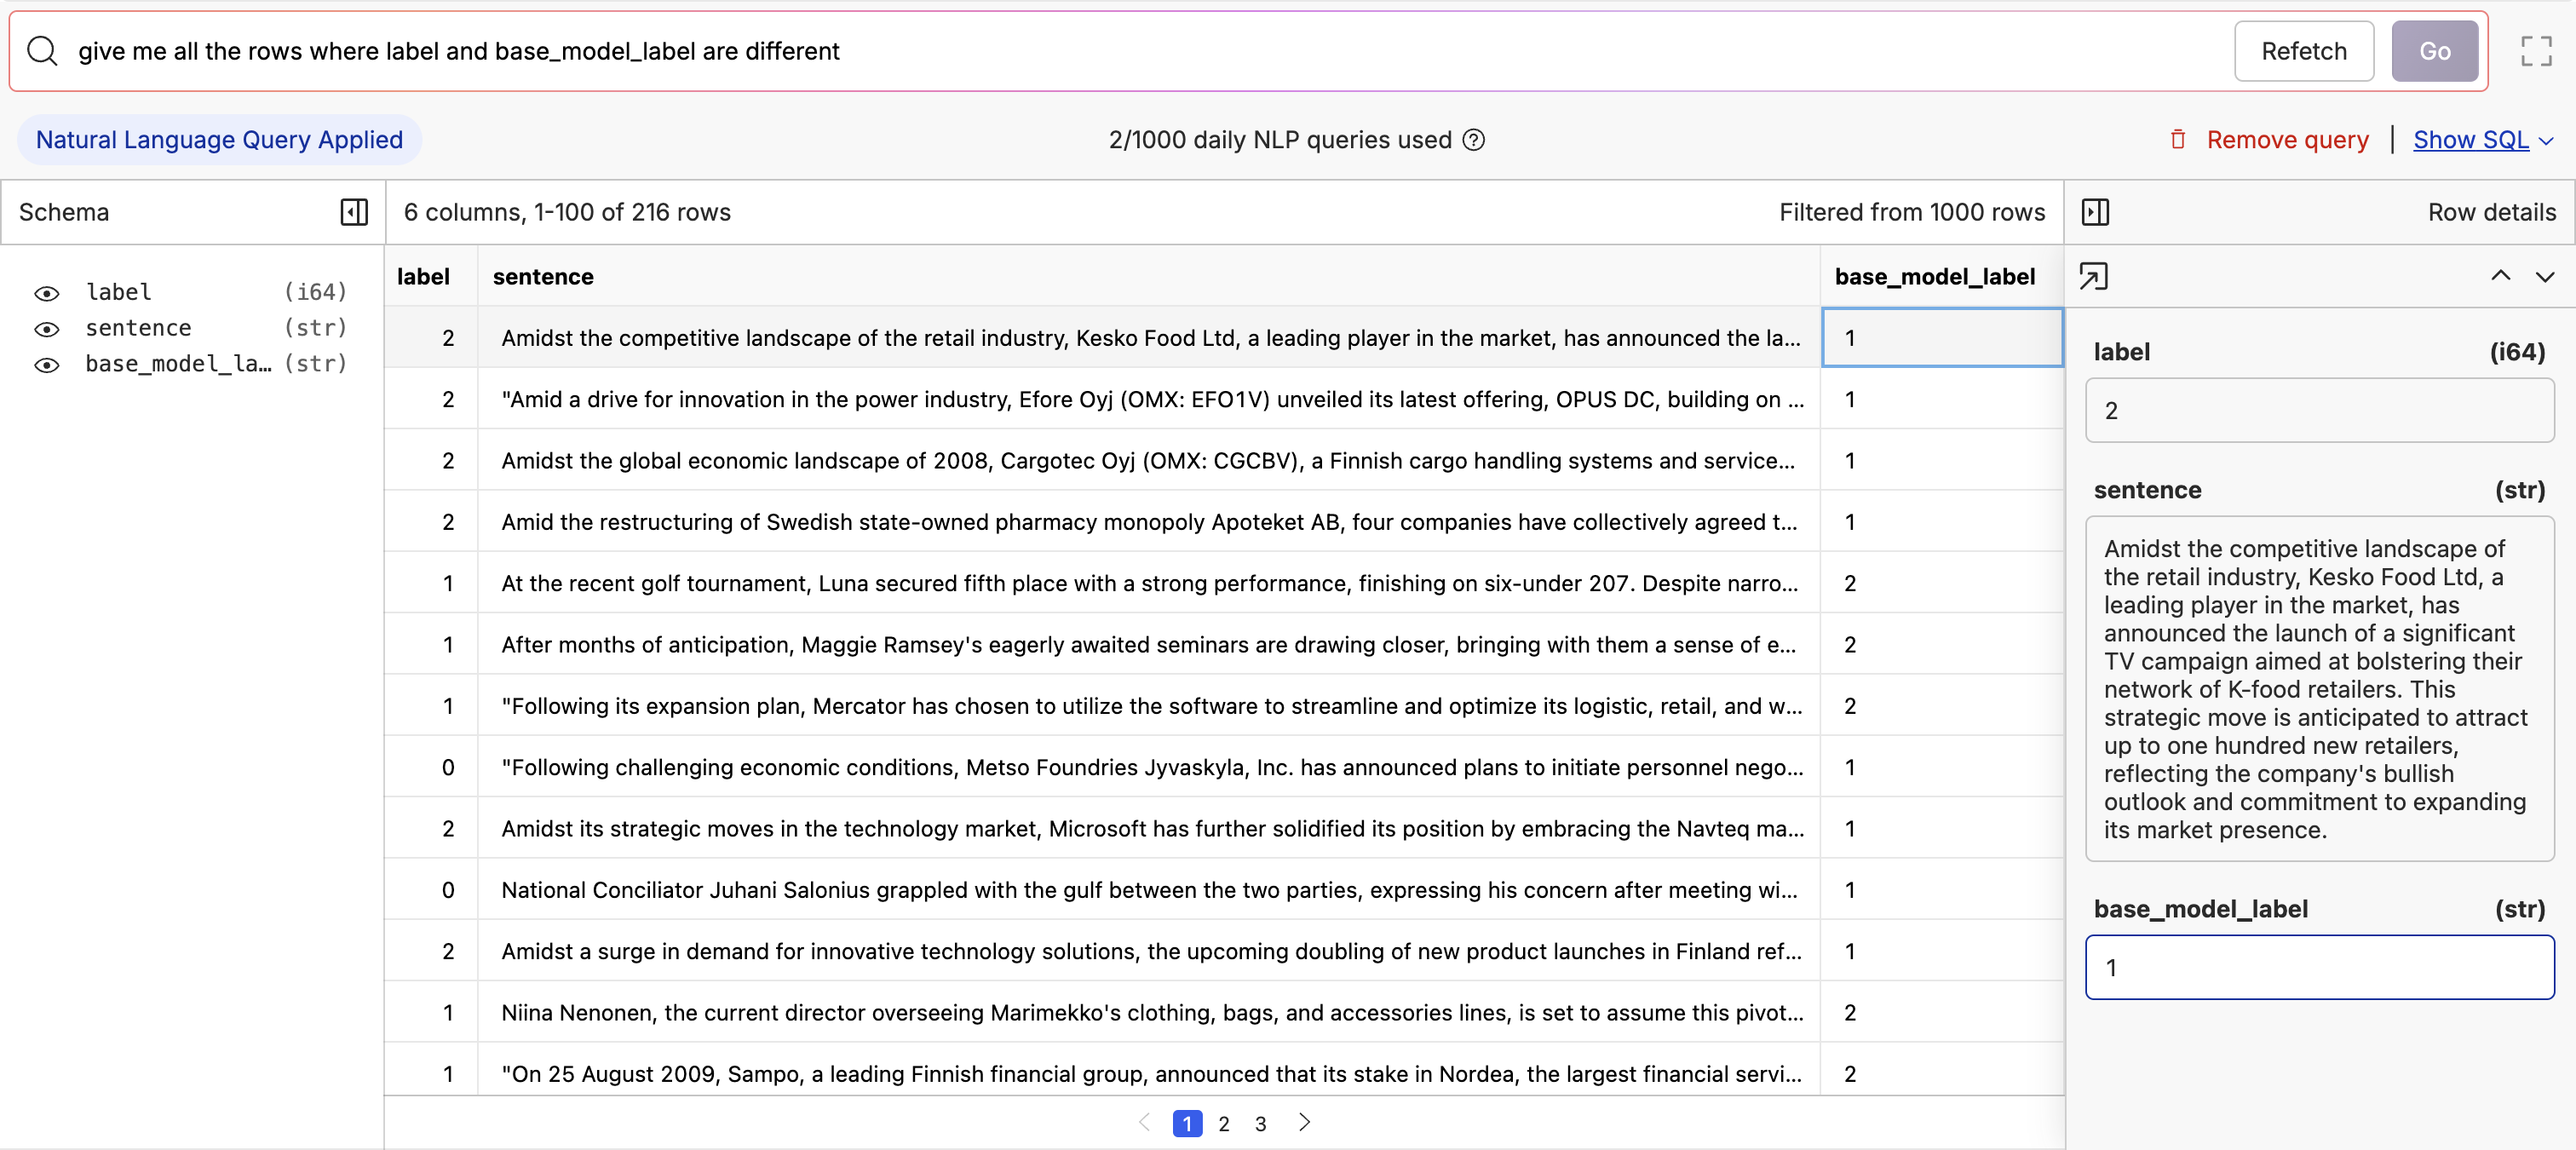 give me all the rows where label and base_model_label are different
Refetch
Go
Natural Language Query Applied
2/1000 daily NLP queries used
Remove query
Show SQL
Schema
6 columns, 1-100 of 216 rows
Filtered from 1000 rows
Row details
label (i64)
sentence (str)
base_model_la... (str)
label sentence base_model_label
2 Amidst the competitive landscape of the retail industry, Kesko Food Ltd, a leading player in the market, has announced the la... 1
2 "Amid a drive for innovation in the power industry, Efore Oyj (OMX: EFO1V) unveiled its latest offering, OPUS DC, building on ... 1
2 Amidst the global economic landscape of 2008, Cargotec Oyj (OMX: CGCBV), a Finnish cargo handling systems and service... 1
2 Amid the restructuring of Swedish state-owned pharmacy monopoly Apoteket AB, four companies have collectively agreed t... 1
1 At the recent golf tournament, Luna secured fifth place with a strong performance, finishing on six-under 207. Despite narro... 2
1 After months of anticipation, Maggie Ramsey's eagerly awaited seminars are drawing closer, bringing with them a sense of e... 2
1 "Following its expansion plan, Mercator has chosen to utilize the software to streamline and optimize its logistic, retail, and w... 2
0 "Following challenging economic conditions, Metso Foundries Jyvaskyla, Inc. has announced plans to initiate personnel nego... 1
2 Amidst its strategic moves in the technology market, Microsoft has further solidified its position by embracing the Navteq ma... 1
0 National Conciliator Juhani Salonius grappled with the gulf between the two parties, expressing his concern after meeting wi... 1
2 Amidst a surge in demand for innovative technology solutions, the upcoming doubling of new product launches in Finland ref... 1
1 Niina Nenonen, the current director overseeing Marimekko's clothing, bags, and accessories lines, is set to assume this pivot... 2
1 "On 25 August 2009, Sampo, a leading Finnish financial group, announced that its stake in Nordea, the largest financial servi... 2
1 2 3
label (i64)
2
sentence (str)
Amidst the competitive landscape of
the retail industry, Kesko Food Ltd, a
leading player in the market, has
announced the launch of a significant
TV campaign aimed at bolstering their
network of K-food retailers. This
strategic move is anticipated to attract
up to one hundred new retailers,
reflecting the company's bullish
outlook and commitment to expanding
its market presence.
base_model_label (str)
1